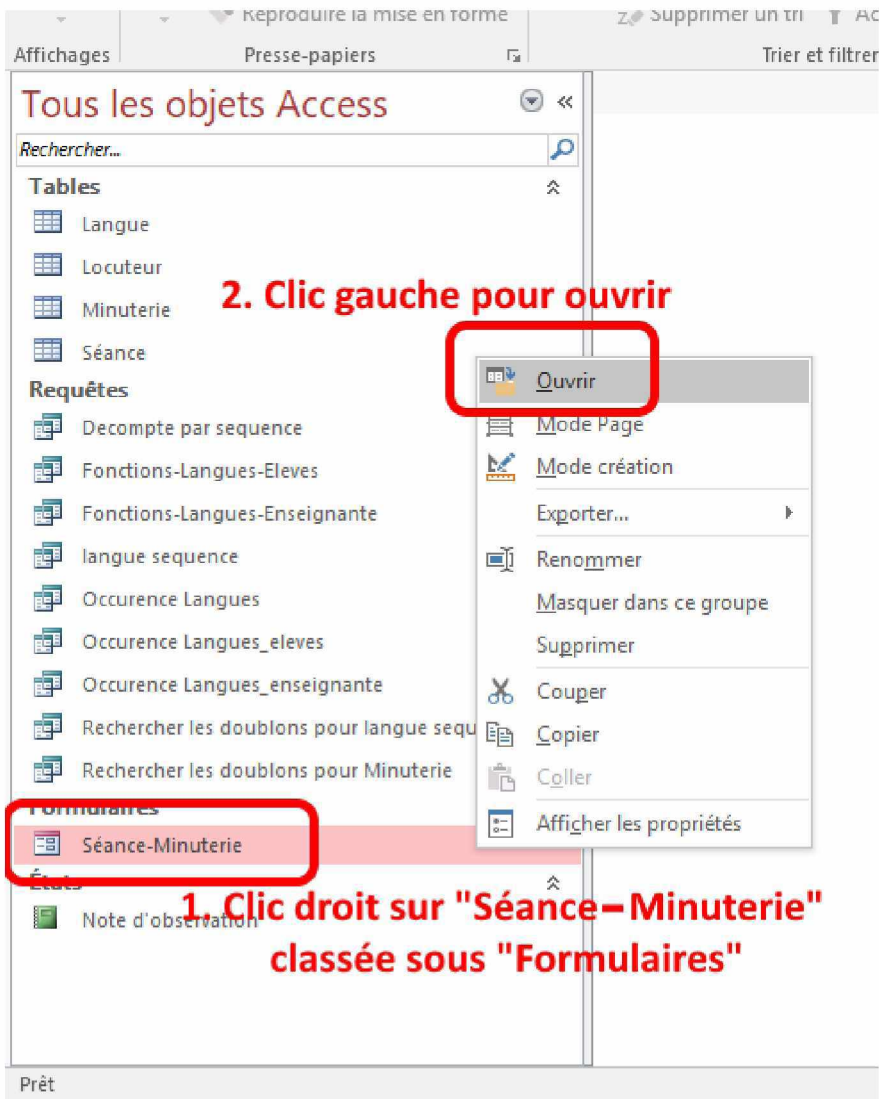 Reproduire la mise en forme
Supprimer un tri
Affichages
Presse-papiers
Trier et filtrer
Tous les objets Access
Rechercher...
Tables
Langue
Locuteur
Minuterie
2. Clic gauche pour ouvrir
Séance
Requêtes
Decompte par sequence
Fonctions-Langues-Eleves
Fonctions-Langues-Enseignante
langue sequence
Occurence Langues
Occurence Langues_eleves
Occurence Langues_enseignante
Rechercher les doublons pour langue sequ
Rechercher les doublons pour Minuterie
Formulaires
Séance-Minuterie
États
Note d'observation
Ouvrir
Mode Page
Mode création
Exporter...
Renommer
Masquer dans ce groupe
Supprimer
Couper
Copier
Coller
Afficher les propriétés
1. Clic droit sur "Séance–Minuterie"
classée sous "Formulaires"
Prêt